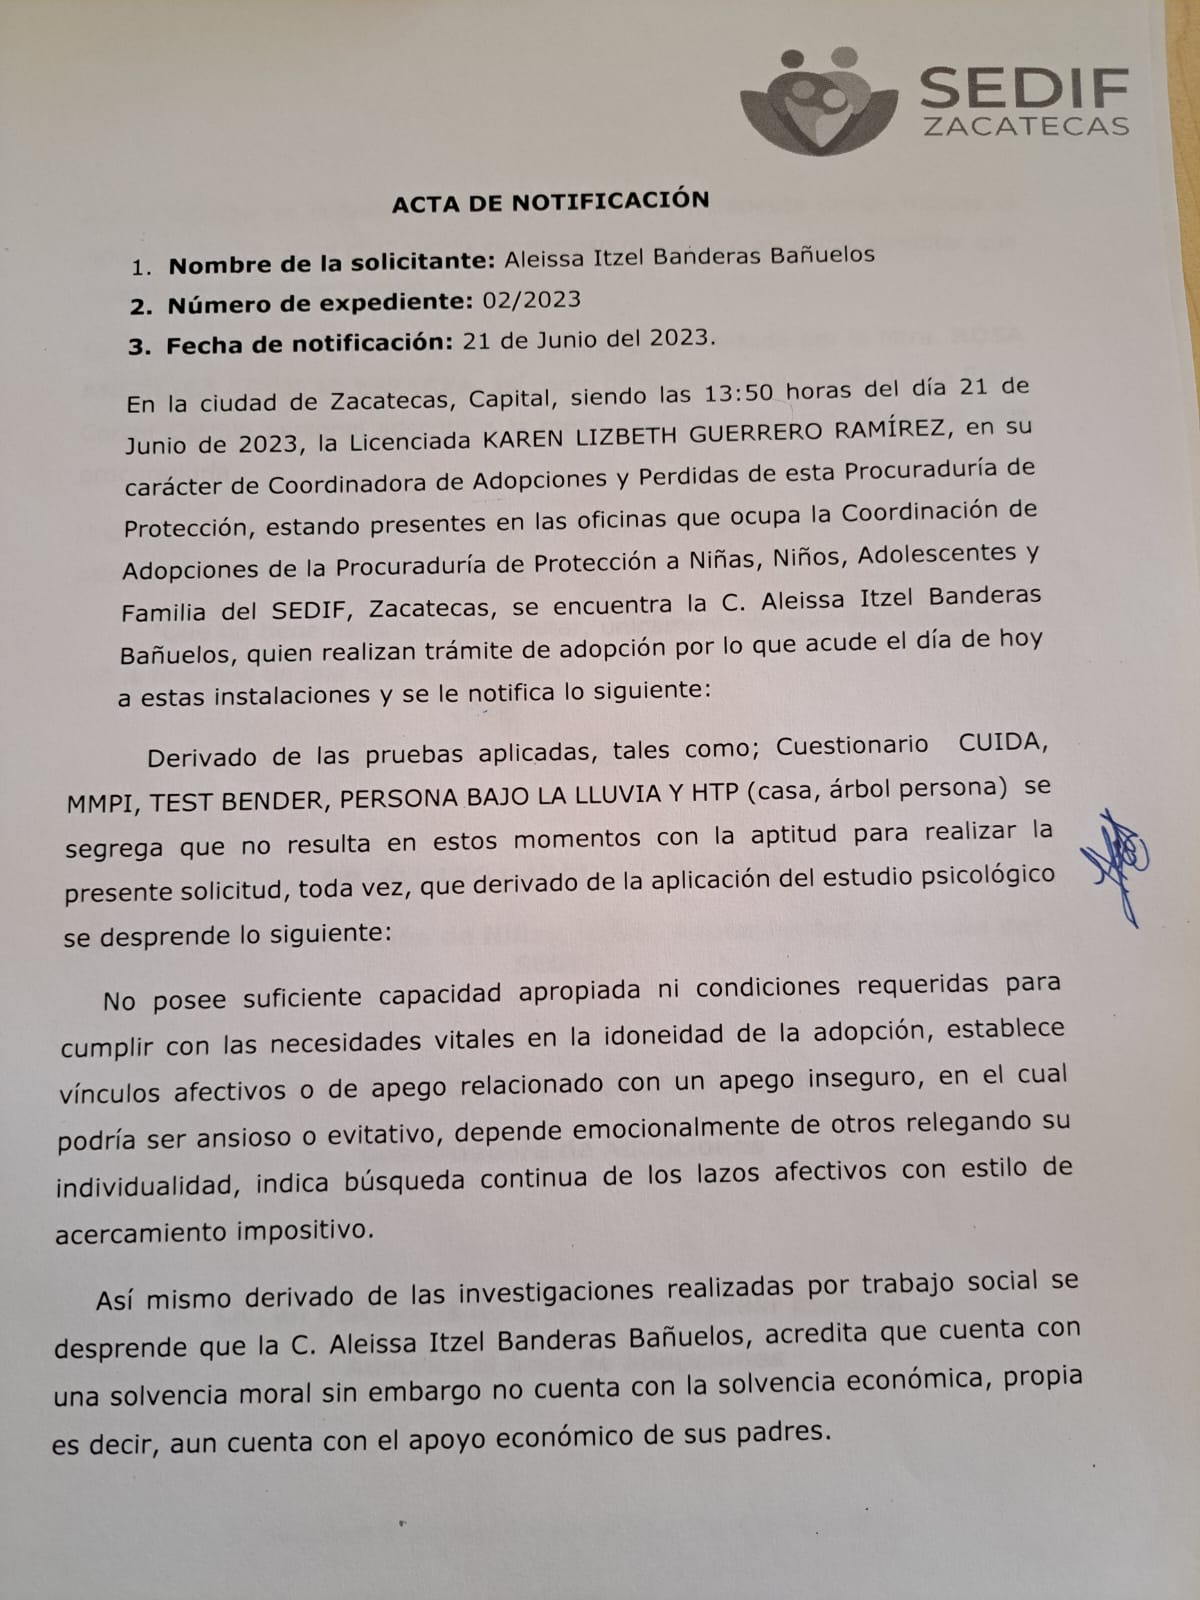 SEDIF
ZACATECAS
ACTA DE NOTIFICACIÓN
1. Nombre de la solicitante: Aleissa Itzel Banderas Bañuelos
2. Número de expediente: 02/2023
3. Fecha de notificación: 21 de Junio del 2023.
En la ciudad de Zacatecas, Capital, siendo las 13:50 horas del día 21 de
Junio de 2023, la Licenciada KAREN LIZBETH GUERRERO RAMÍREZ, en su
carácter de Coordinadora de Adopciones y Perdidas de esta Procuraduría de
Protección, estando presentes en las oficinas que ocupa la Coordinación de
Adopciones de la Procuraduría de Protección a Niñas, Niños, Adolescentes y
Familia del SEDIF, Zacatecas, se encuentra la C. Aleissa Itzel Banderas
Bañuelos, quien realizan trámite de adopción por lo que acude el día de hoy
a estas instalaciones y se le notifica lo siguiente:
Derivado de las pruebas aplicadas, tales como; Cuestionario CUIDA,
MMPI, TEST BENDER, PERSONA BAJO LA LLUVIA Y HTP (casa, árbol persona) se
segrega que no resulta en estos momentos con la aptitud para realizar la
presente solicitud, toda vez, que derivado de la aplicación del estudio psicológico
se desprende lo siguiente:
No posee suficiente capacidad apropiada ni condiciones requeridas para
cumplir con las necesidades vitales en la idoneidad de la adopción, establece
vínculos afectivos o de apego relacionado con un apego inseguro, en el cual
podría ser ansioso o evitativo, depende emocionalmente de otros relegando su
individualidad, indica búsqueda continua de los lazos afectivos con estilo de
acercamiento impositivo.
Así mismo derivado de las investigaciones realizadas por trabajo social se
desprende que la C. Aleissa Itzel Banderas Bañuelos, acredita que cuenta con
una solvencia moral sin embargo no cuenta con la solvencia económica, propia
es decir, aun cuenta con el apoyo económico de sus padres.